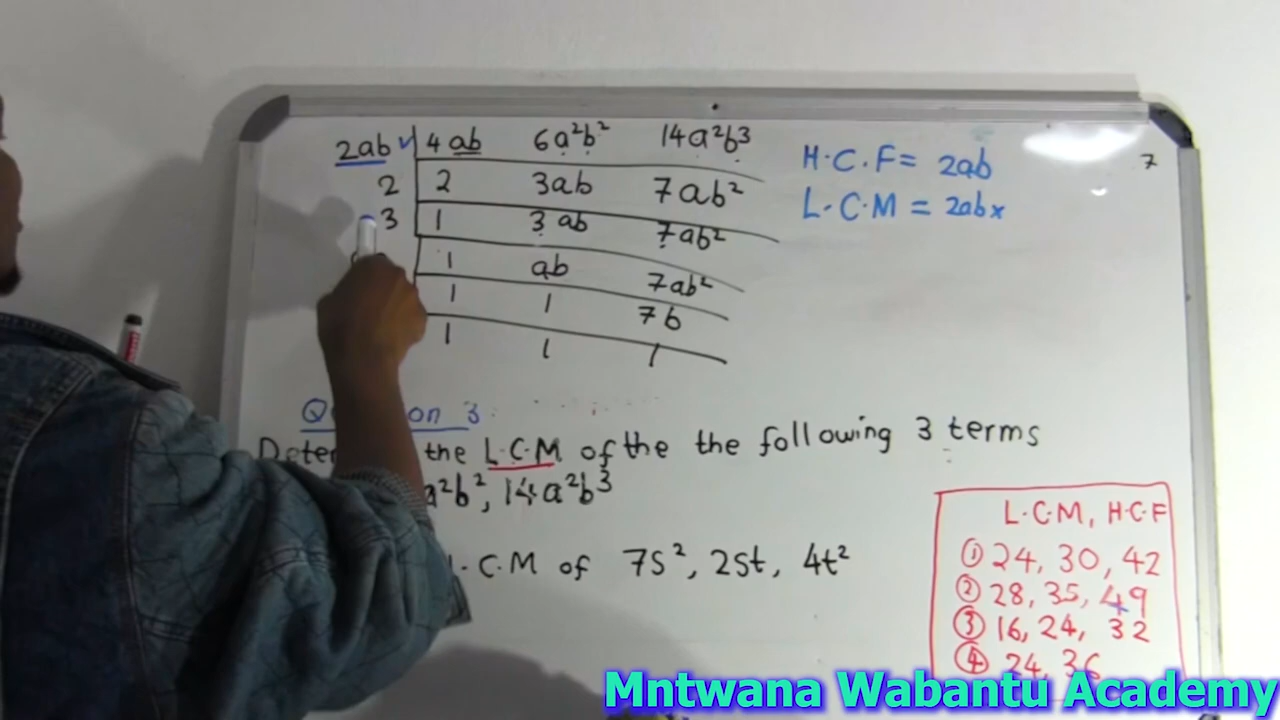 2ab ✓ 4ab 6a²b² 14a²b³
2 2 3ab 7ab²
3 1 3ab 7ab²
1 ab 7ab²
1 1 7b
1 1 1
H.C.F = 2ab
L.C.M = 2abx
7
3
the L.C.M of the the following 3 terms
a²b², 14a²b³
.C.M of 7s², 2st, 4t²
L.C.M, H.C.F
① 24, 30, 42
② 28, 35, 49
③ 16, 24, 32
④ 24, 36
Mntwana Wabantu Academy